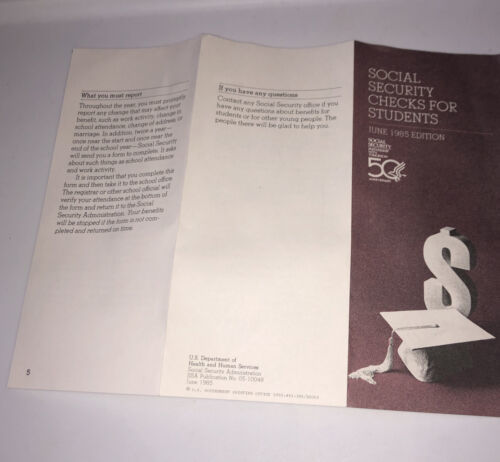 What you must report
Throughout the year, you must promptly
report any change that may affect your
benefit, such as work activity, change in
school attendance, change of address, or
marriage. In addition, twice a year—
once near the start and once near the
end of the school year—Social Security
will send you a form to complete. It asks
about such things as school attendance
and work activity.
It is important that you complete this
form and then take it to the school office.
The registrar or other school official will
verify your attendance at the bottom of
the form and return it to the Social
Security Administration. Your benefits
will be stopped if the form is not com-
pleted and returned on time.
5
If you have any questions
Contact any Social Security office if you
have any questions about benefits for
students or for other young people. The
people there will be glad to help you.
U.S. Department of
Health and Human Services
Social Security Administration
SSA Publication No. 05-10048
June 1985
U.S. GOVERNMENT PRINTING OFFICE
SOCIAL
SECURITY
CHECKS FOR
STUDENTS
JUNE 1985 EDITION
SOCIAL
SECURITY
50